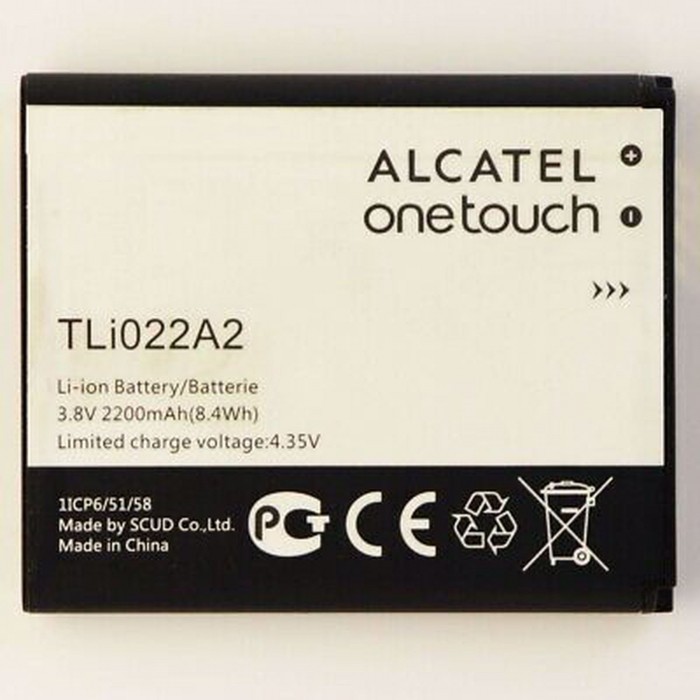 ALCATEL
onetouch
TLi022A2
Li-ion Battery/Batterie
3.8V 2200mAh(8.4Wh)
Limited charge voltage:4.35V
1ICP6/51/58
Made by SCUD Co.,Ltd.
Made in China
PCT
CE